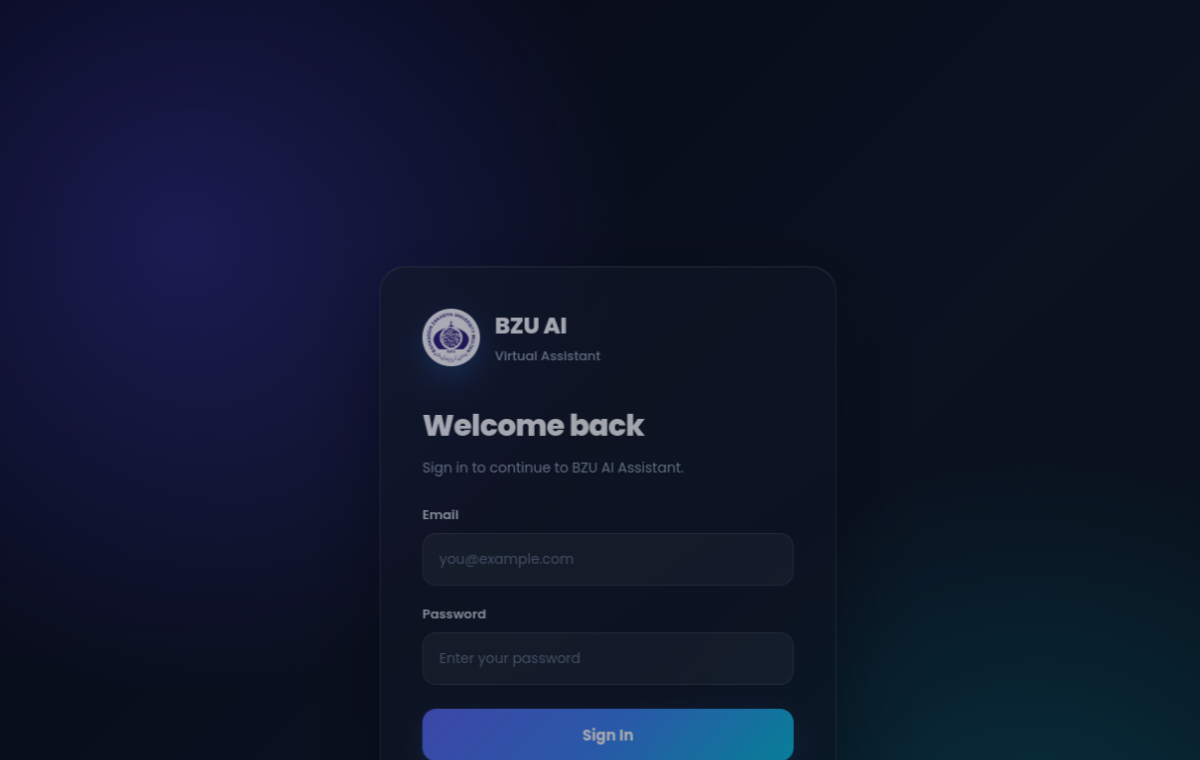 BZU AI
Virtual Assistant
Welcome back
Sign in to continue to BZU AI Assistant.
Email
you@example.com
Password
Enter your password
Sign In